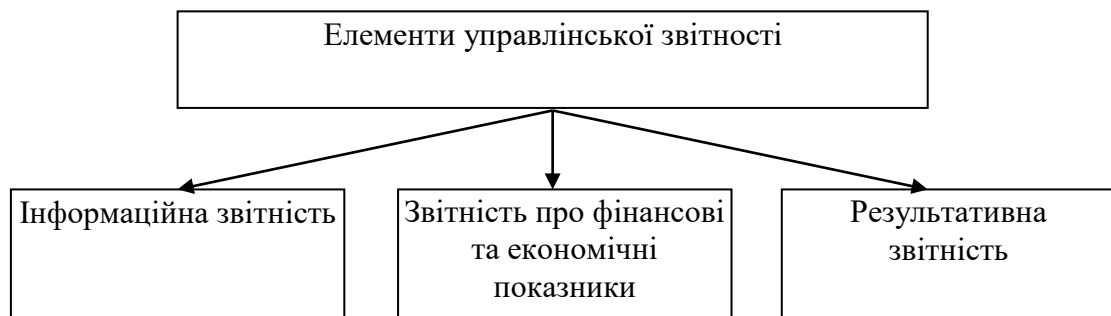 Елементи управлінської звітності
Інформаційна звітність
Звітність про фінансові
та економічні
показники
Результативна
звітність